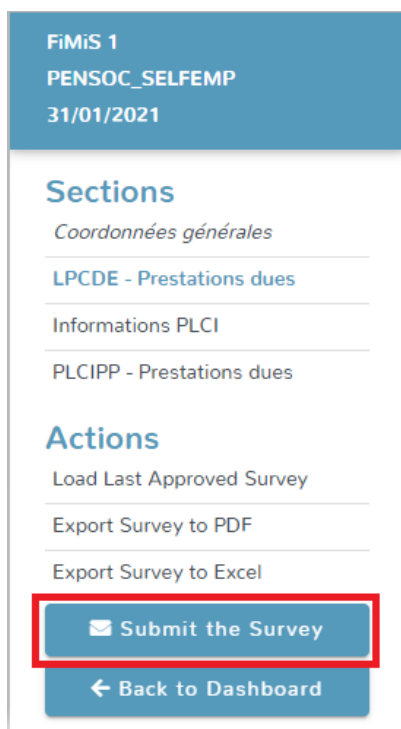 FiMiS 1
PENSOC_SELFEMP
31/01/2021
Sections
Coordonnées générales
LPCDE - Prestations dues
Informations PLCI
PLCIPP - Prestations dues
Actions
Load Last Approved Survey
Export Survey to PDF
Export Survey to Excel
Submit the Survey
Back to Dashboard